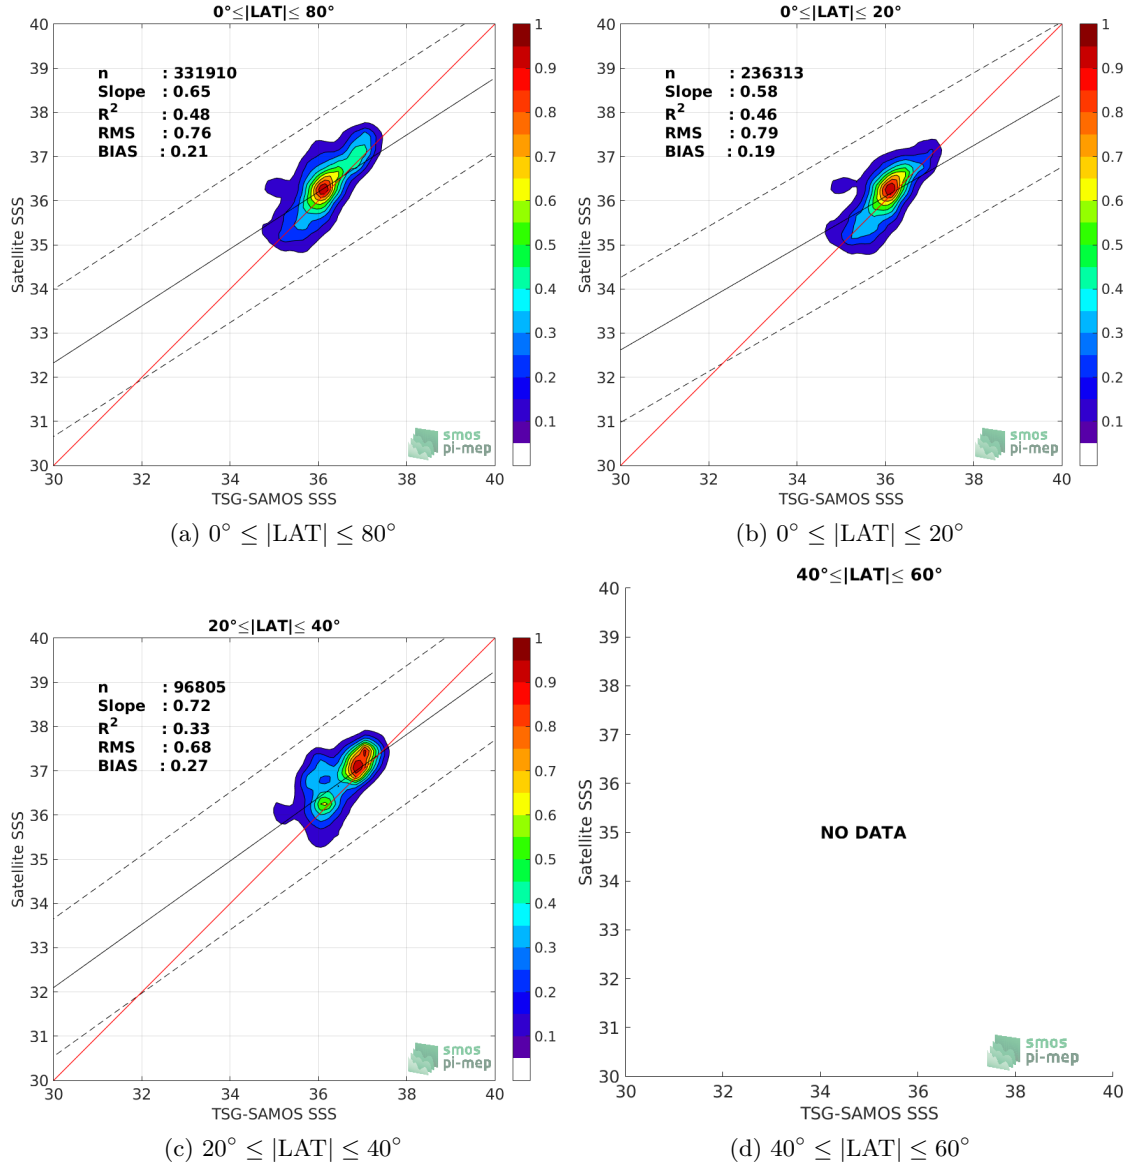 0°≤|LAT|≤ 80°
n : 331910
Slope : 0.65
R2 : 0.48
RMS : 0.76
BIAS : 0.21
40
39
38
37
36
35
34
33
32
31
30
Satellite SSS
30 32 34 36 38 40
TSG-SAMOS SSS
1
0.9
0.8
0.7
0.6
0.5
0.4
0.3
0.2
0.1
smos
pi-mep
(a) 0° ≤ |LAT| ≤ 80°
0°≤|LAT|≤ 20°
n : 236313
Slope : 0.58
R2 : 0.46
RMS : 0.79
BIAS : 0.19
40
39
38
37
36
35
34
33
32
31
30
Satellite SSS
30 32 34 36 38 40
TSG-SAMOS SSS
1
0.9
0.8
0.7
0.6
0.5
0.4
0.3
0.2
0.1
smos
pi-mep
(b) 0° ≤ |LAT| ≤ 20°
20°≤|LAT|≤ 40°
n : 96805
Slope : 0.72
R2 : 0.33
RMS : 0.68
BIAS : 0.27
40
39
38
37
36
35
34
33
32
31
30
Satellite SSS
30 32 34 36 38 40
TSG-SAMOS SSS
1
0.9
0.8
0.7
0.6
0.5
0.4
0.3
0.2
0.1
smos
pi-mep
(c) 20° ≤ |LAT| ≤ 40°
40°≤|LAT|≤ 60°
40
39
38
37
36
35
34
33
32
31
30
Satellite SSS
NO DATA
30 32 34 36 38 40
TSG-SAMOS SSS
smos
pi-mep
(d) 40° ≤ |LAT| ≤ 60°